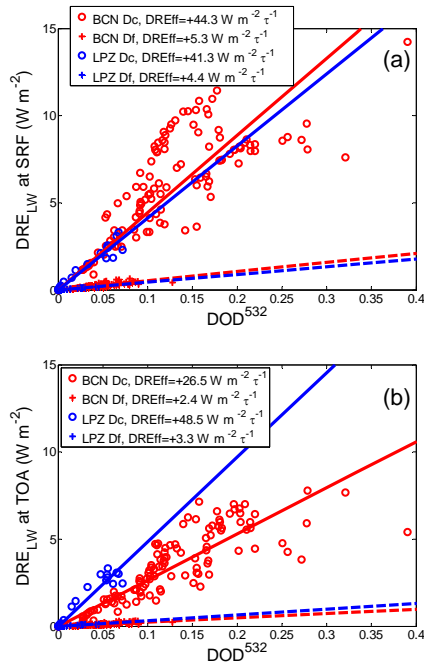 BCN Dc, DREff=+44.3 W m⁻² τ⁻¹
BCN Df, DREff=+5.3 W m⁻² τ⁻¹
LPZ Dc, DREff=+41.3 W m⁻² τ⁻¹
LPZ Df, DREff=+4.4 W m⁻² τ⁻¹
(a)
15
10
5
0
DRE_LW at SRF (W m⁻²)
0 0.05 0.1 0.15 0.2 0.25 0.3 0.35 0.4
DOD⁵³²
BCN Dc, DREff=+26.5 W m⁻² τ⁻¹
BCN Df, DREff=+2.4 W m⁻² τ⁻¹
LPZ Dc, DREff=+48.5 W m⁻² τ⁻¹
LPZ Df, DREff=+3.3 W m⁻² τ⁻¹
(b)
15
10
5
0
DRE_LW at TOA (W m⁻²)
0 0.05 0.1 0.15 0.2 0.25 0.3 0.35 0.4
DOD⁵³²